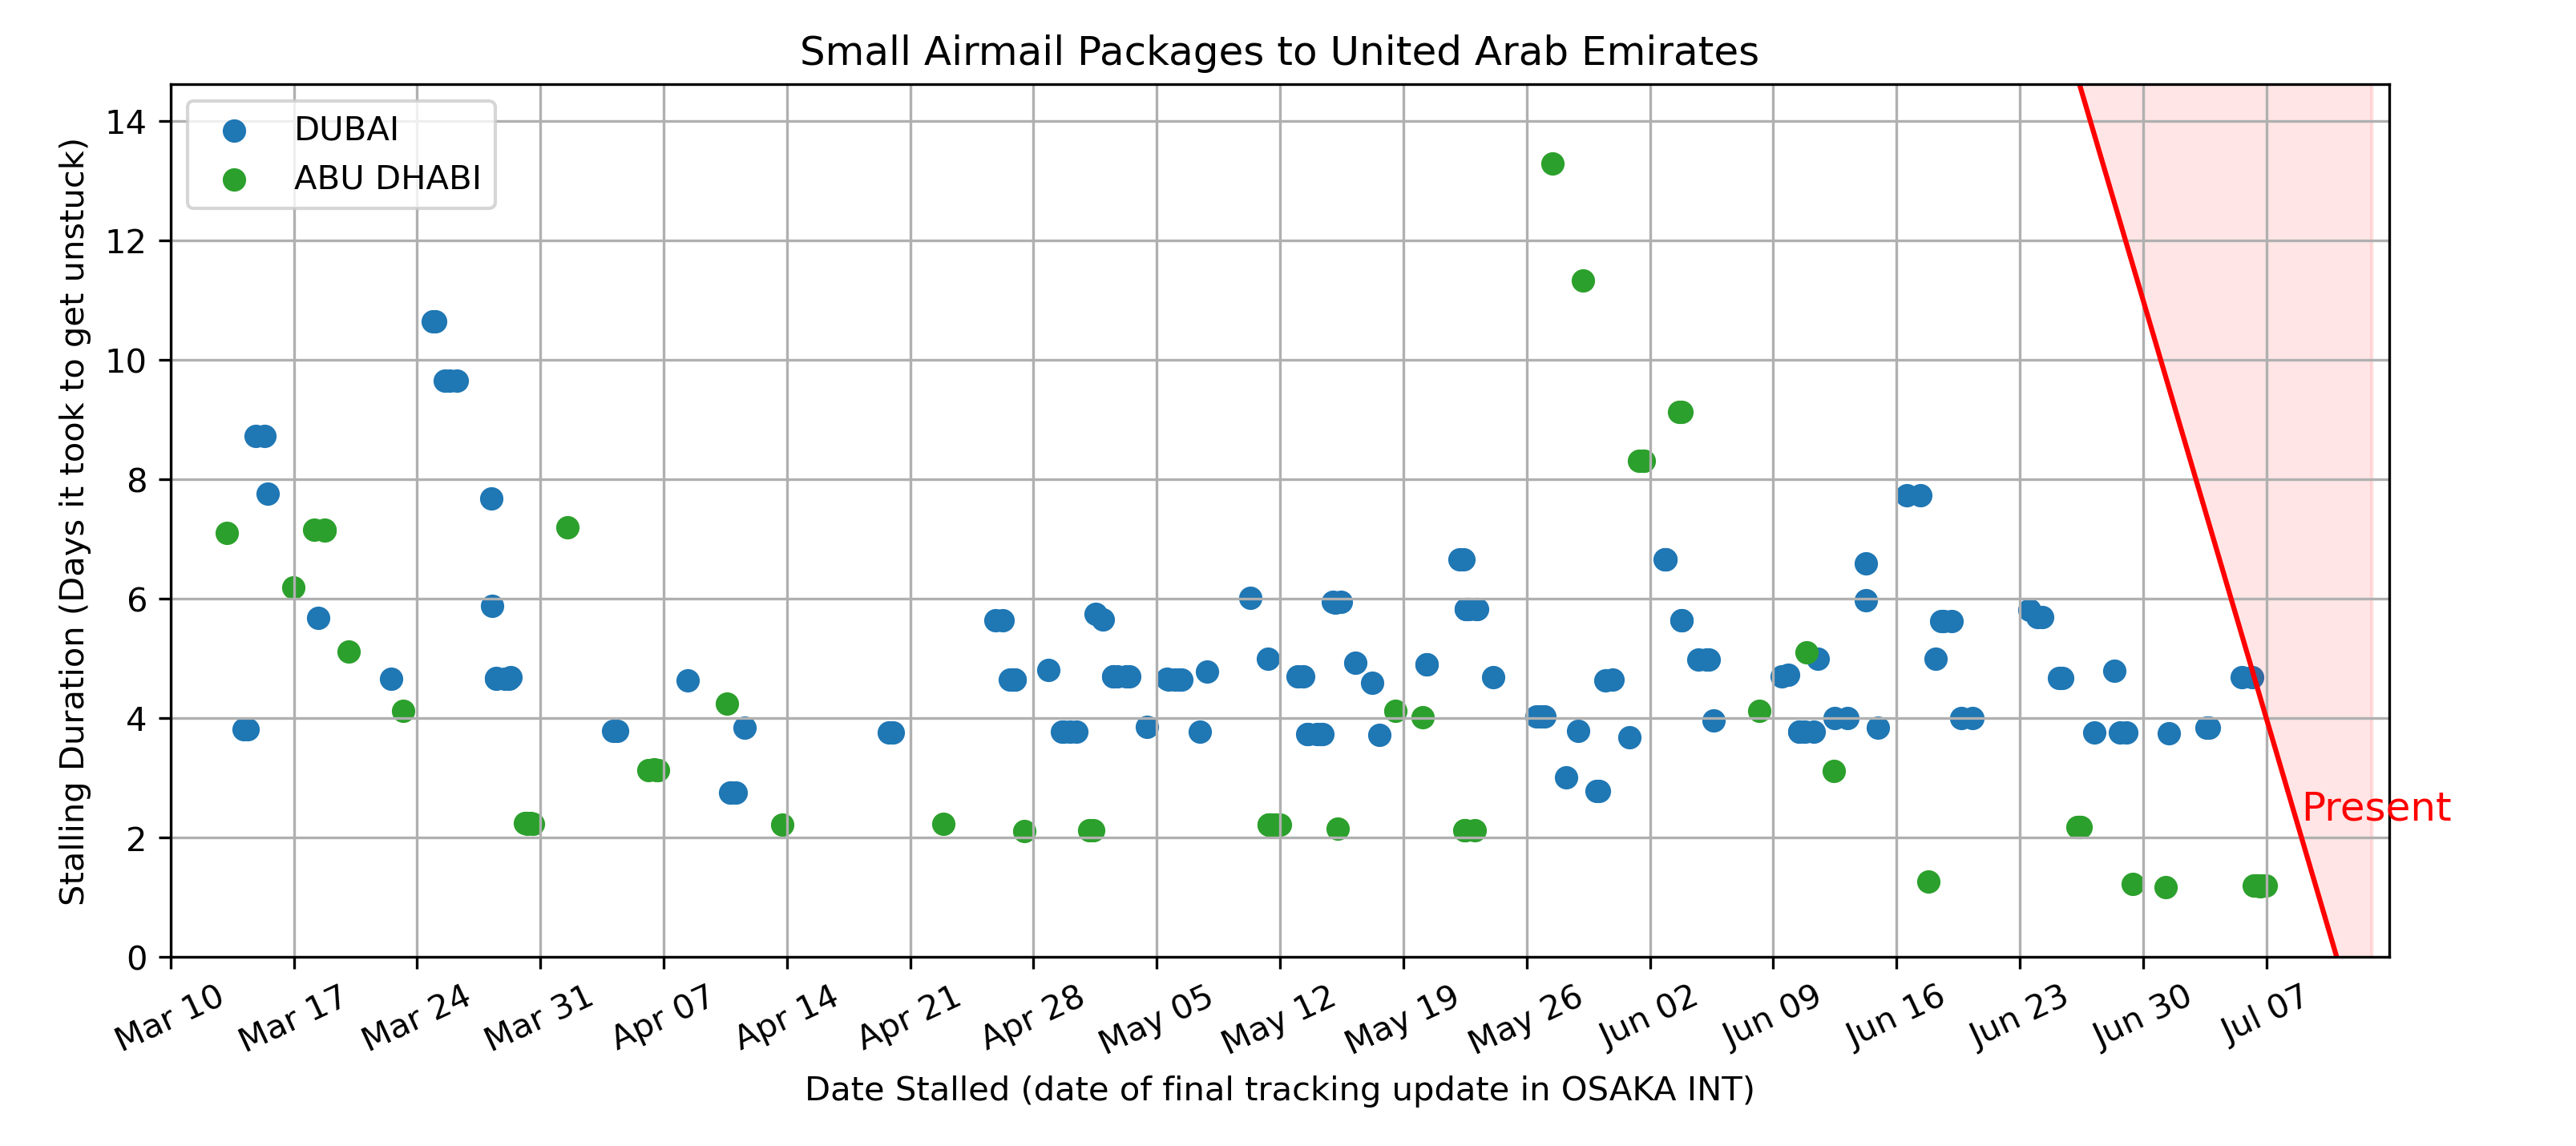 Small Airmail Packages to United Arab Emirates
DUBAI
ABU DHABI
Stalling Duration (Days it took to get unstuck)
14
12
10
8
6
4
2
0
Present
Mar 10
Mar 17
Mar 24
Mar 31
Apr 07
Apr 14
Apr 21
Apr 28
May 05
May 12
May 19
May 26
Jun 02
Jun 09
Jun 16
Jun 23
Jun 30
Jul 07
Date Stalled (date of final tracking update in OSAKA INT)